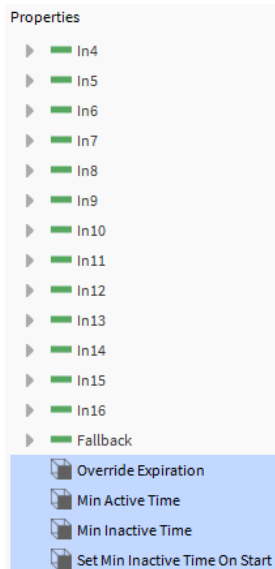 Properties
In4
In5
In6
In7
In8
In9
In10
In11
In12
In13
In14
In15
In16
Fallback
Override Expiration
Min Active Time
Min Inactive Time
Set Min Inactive Time On Start